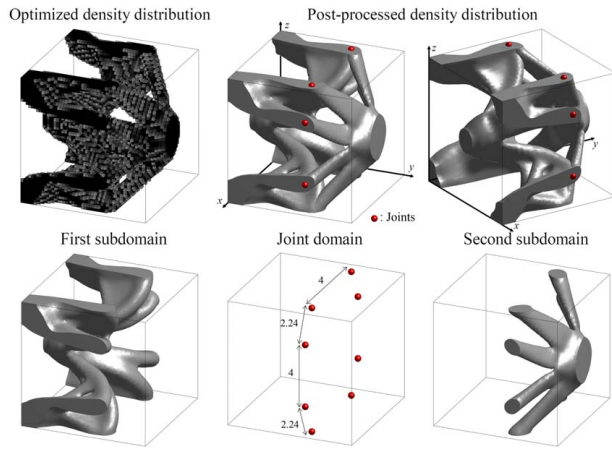 Optimized density distribution
Post-processed density distribution
z
y
x
: Joints
z
y
x
First subdomain
Joint domain
Second subdomain
4
2.24
4
2.24